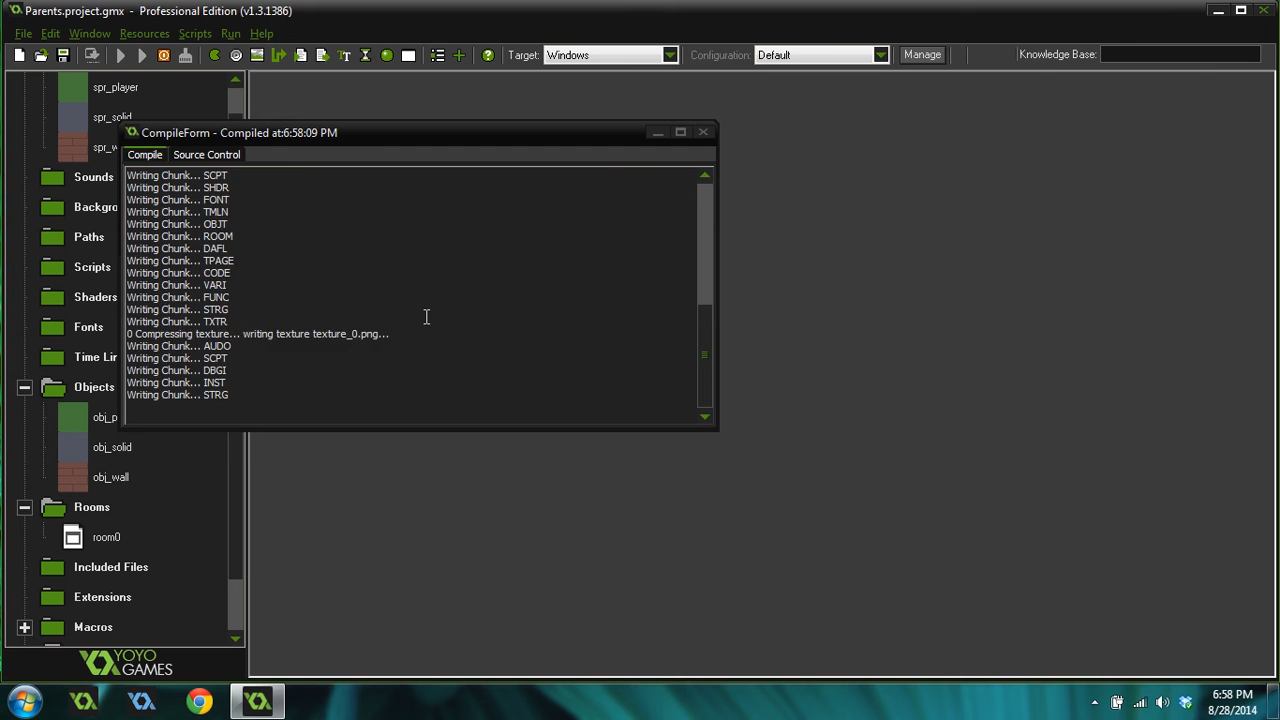 Parents.project.gmx - Professional Edition (v1.3.1386)
File Edit Window Resources Scripts Run Help
Target: Windows Configuration: Default Manage Knowledge Base:
spr_player
spr_solid
spr_w
CompileForm - Compiled at:6:58:09 PM
Compile Source Control
Writing Chunk... SCPT
Writing Chunk... SHDR
Writing Chunk... FONT
Writing Chunk... TMLN
Writing Chunk... OBJT
Writing Chunk... ROOM
Writing Chunk... DAFL
Writing Chunk... TPAGE
Writing Chunk... CODE
Writing Chunk... VARI
Writing Chunk... FUNC
Writing Chunk... STRG
Writing Chunk... TXTR
0 Compressing texture... writing texture texture_0.png...
Writing Chunk... AUDO
Writing Chunk... SCPT
Writing Chunk... DBGI
Writing Chunk... INST
Writing Chunk... STRG
Sounds
Backgro
Paths
Scripts
Shaders
Fonts
Time Lin
Objects
obj_p
obj_solid
obj_wall
Rooms
room0
Included Files
Extensions
Macros
YOYO
GAMES
6:58 PM
8/28/2014